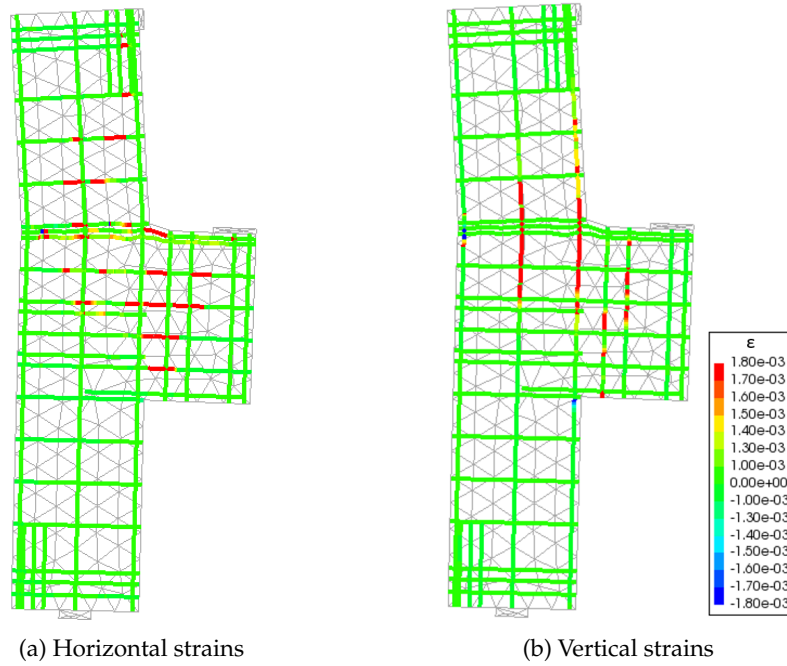 ε
1.80e-03
1.70e-03
1.60e-03
1.50e-03
1.40e-03
1.30e-03
1.00e-03
0.00e+00
-1.00e-03
-1.30e-03
-1.40e-03
-1.50e-03
-1.60e-03
-1.70e-03
-1.80e-03
(a) Horizontal strains
(b) Vertical strains